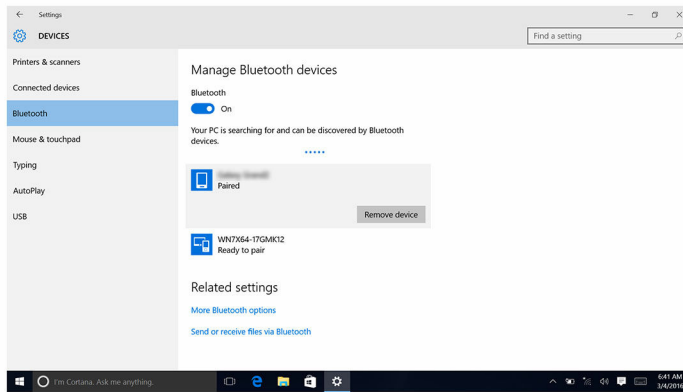 Settings
DEVICES
Find a setting
Printers & scanners
Connected devices
Bluetooth
Mouse & touchpad
Typing
AutoPlay
USB
Manage Bluetooth devices
Bluetooth
On
Your PC is searching for and can be discovered by Bluetooth
devices.
Paired
Remove device
WN7X64-17GMK12
Ready to pair
Related settings
More Bluetooth options
Send or receive files via Bluetooth
I'm Cortana. Ask me anything.
6:41 AM
3/4/2016